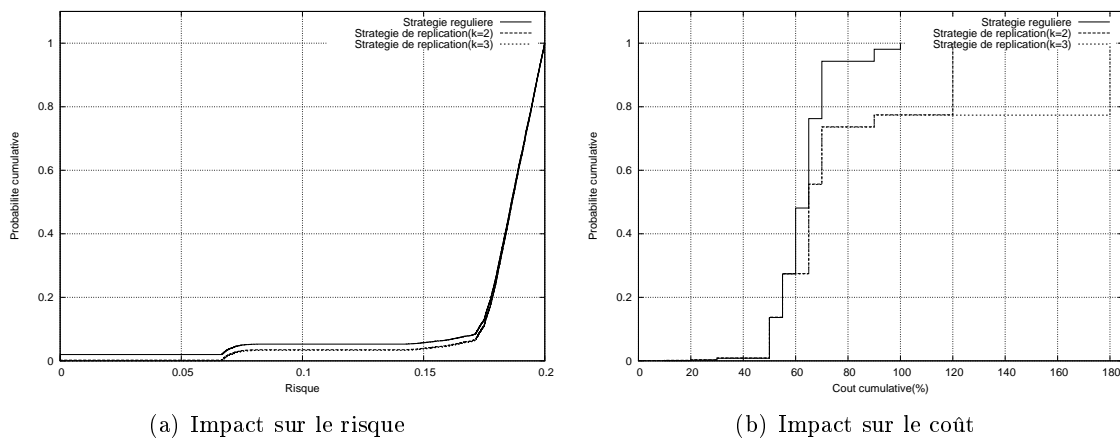 Strategie reguliere
Strategie de replication(k=2)
Strategie de replication(k=3)
1
0.8
0.6
0.4
0.2
0
Probabilite cumulative
0 0.05 0.1 0.15 0.2
Risque
(a) Impact sur le risque
Strategie reguliere
Strategie de replication(k=2)
Strategie de replication(k=3)
1
0.8
0.6
0.4
0.2
0
Probabilite cumulative
0 20 40 60 80 100 120 140 160 180
Cout cumulative(%)
(b) Impact sur le coût